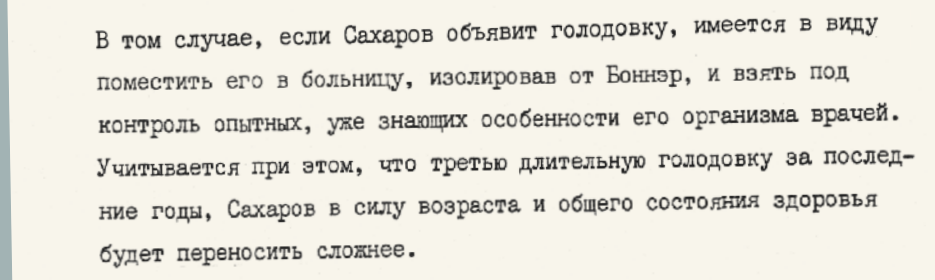 В том случае, если Сахаров объявит голодовку, имеется в виду
поместить его в больницу, изолировав от Боннэр, и взять под
контроль опытных, уже знающих особенности его организма врачей.
Учитывается при этом, что третью длительную голодовку за послед-
ние годы, Сахаров в силу возраста и общего состояния здоровья
будет переносить сложнее.